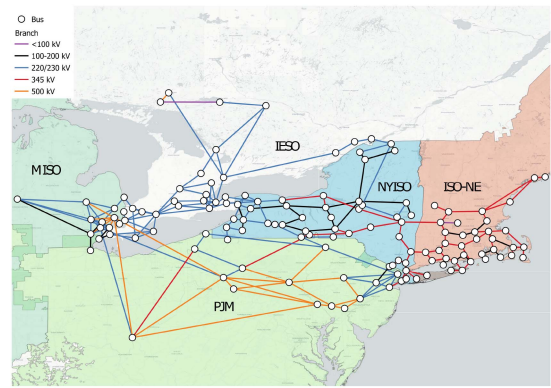 Bus
Branch
<100 kV
100-200 kV
220/230 kV
345 kV
500 kV
IESO
MISO
NYISO
ISO-NE
PJM